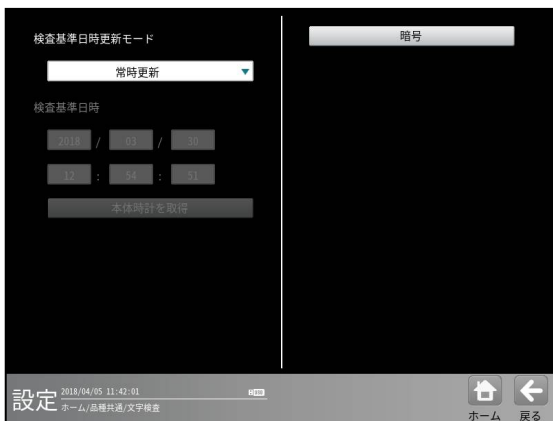 検査基準日時更新モード
常時更新
検査基準日時
2018 / 03 / 30
12 : 54 : 51
本体時計を取得
暗号
設定
2018/04/05 11:42:01
ホーム/品種共通/文字検査
ホーム
戻る